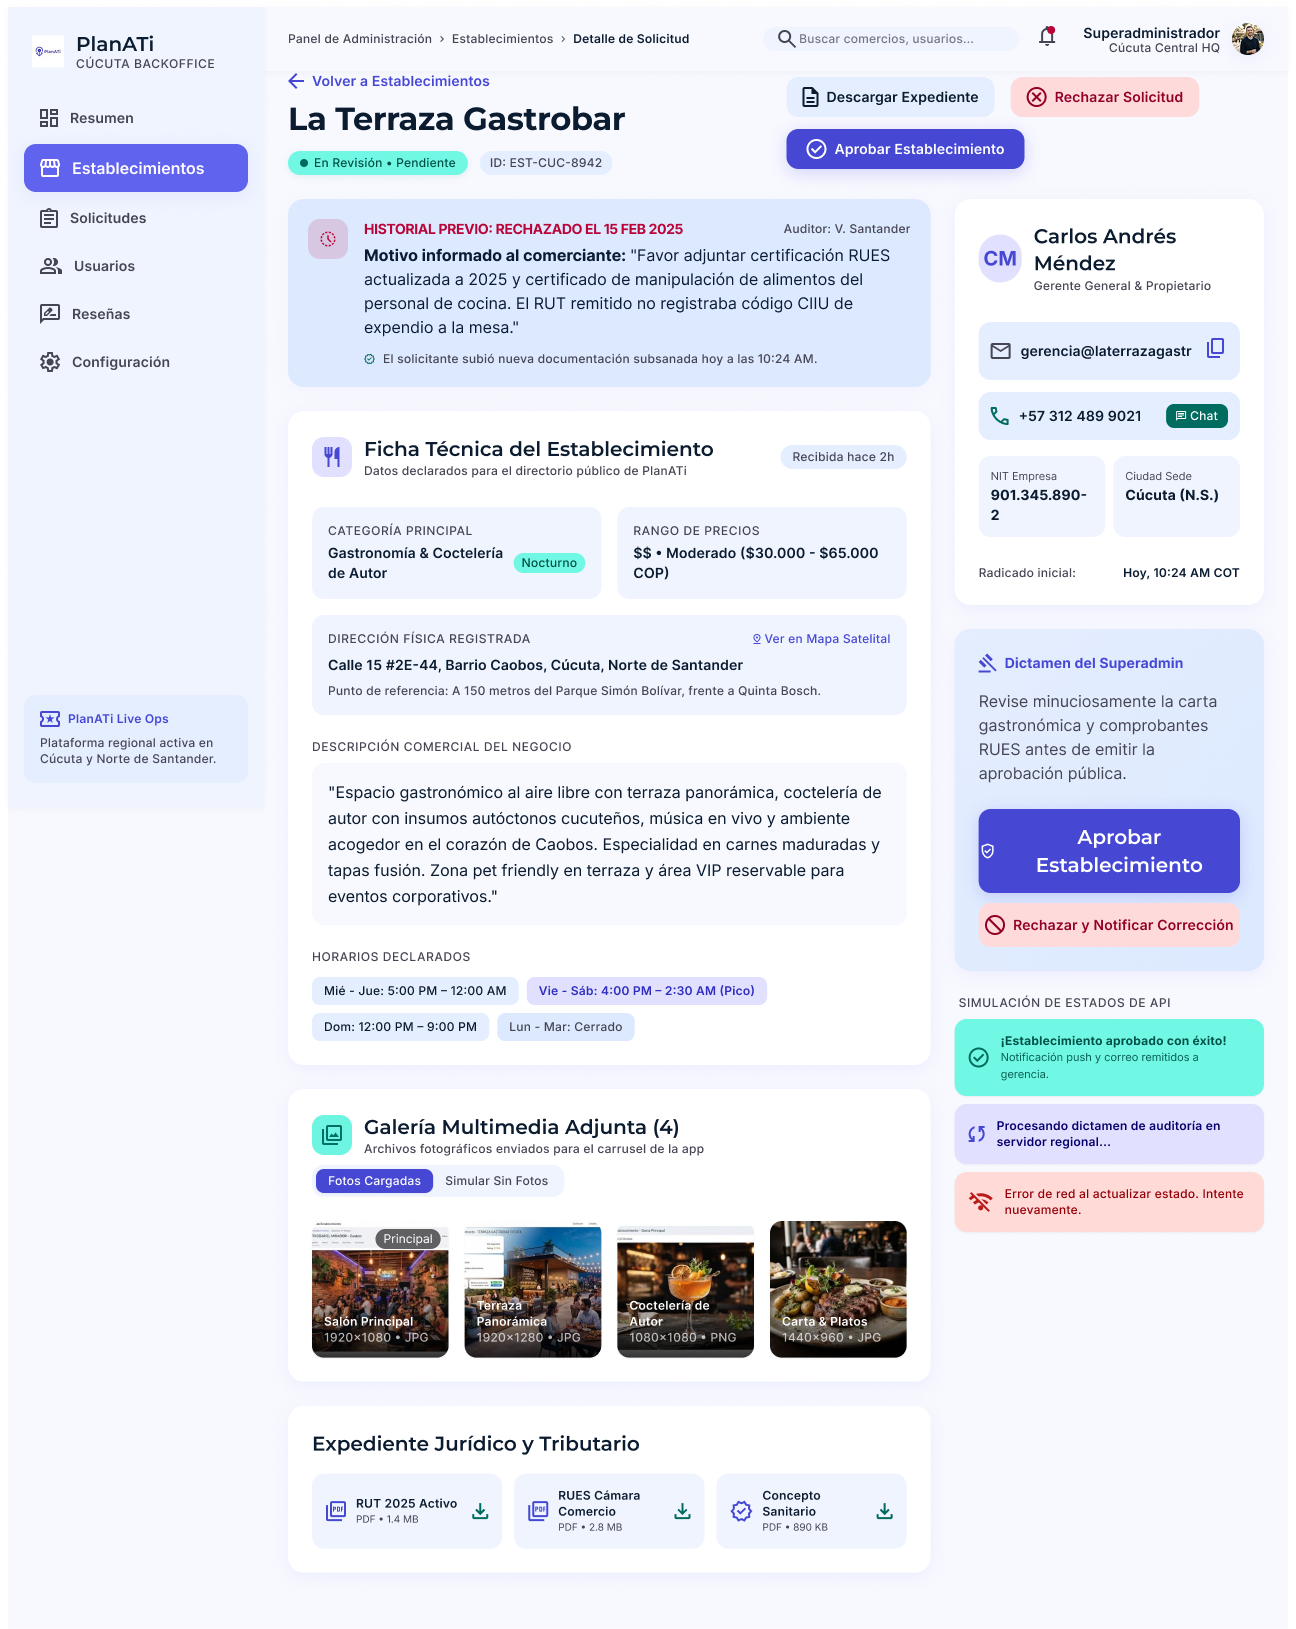 PlanATi
PlanATi
CÚCUTA BACKOFFICE
Resumen
Establecimientos
Solicitudes
Usuarios
Reseñas
Configuración
PlanATi Live Ops
Plataforma regional activa en
Cúcuta y Norte de Santander.
Panel de Administración › Establecimientos › Detalle de Solicitud
Buscar comercios, usuarios...
Superadministrador
Cúcuta Central HQ
Volver a Establecimientos
La Terraza Gastrobar
En Revisión • Pendiente
ID: EST-CUC-8942
Descargar Expediente
Rechazar Solicitud
Aprobar Establecimiento
HISTORIAL PREVIO: RECHAZADO EL 15 FEB 2025
Auditor: V. Santander
Motivo informado al comerciante: "Favor adjuntar certificación RUES
actualizada a 2025 y certificado de manipulación de alimentos del
personal de cocina. El RUT remitido no registraba código CIIU de
expendio a la mesa."
El solicitante subió nueva documentación subsanada hoy a las 10:24 AM.
Ficha Técnica del Establecimiento
Datos declarados para el directorio público de PlanATi
Recibida hace 2h
CATEGORÍA PRINCIPAL
Gastronomía & Coctelería
de Autor
Nocturno
RANGO DE PRECIOS
$$ • Moderado ($30.000 - $65.000
COP)
DIRECCIÓN FÍSICA REGISTRADA
Ver en Mapa Satelital
Calle 15 #2E-44, Barrio Caobos, Cúcuta, Norte de Santander
Punto de referencia: A 150 metros del Parque Simón Bolívar, frente a Quinta Bosch.
DESCRIPCIÓN COMERCIAL DEL NEGOCIO
"Espacio gastronómico al aire libre con terraza panorámica, coctelería de
autor con insumos autóctonos cucuteños, música en vivo y ambiente
acogedor en el corazón de Caobos. Especialidad en carnes maduradas y
tapas fusión. Zona pet friendly en terraza y área VIP reservable para
eventos corporativos."
HORARIOS DECLARADOS
Mié - Jue: 5:00 PM – 12:00 AM
Vie - Sáb: 4:00 PM – 2:30 AM (Pico)
Dom: 12:00 PM – 9:00 PM
Lun - Mar: Cerrado
Galería Multimedia Adjunta (4)
Archivos fotográficos enviados para el carrusel de la app
Fotos Cargadas
Simular Sin Fotos
Principal
Salón Principal
1920×1080 • JPG
Terraza
Panorámica
1920×1280 • JPG
Coctelería de
Autor
1080×1080 • PNG
Carta & Platos
1440×960 • JPG
Expediente Jurídico y Tributario
PDF
RUT 2025 Activo
PDF • 1.4 MB
PDF
RUES Cámara
Comercio
PDF • 2.8 MB
Concepto
Sanitario
PDF • 890 KB
CM
Carlos Andrés
Méndez
Gerente General & Propietario
gerencia@laterrazagastr
+57 312 489 9021
Chat
NIT Empresa
901.345.890-
2
Ciudad Sede
Cúcuta (N.S.)
Radicado inicial:
Hoy, 10:24 AM COT
Dictamen del Superadmin
Revise minuciosamente la carta
gastronómica y comprobantes
RUES antes de emitir la
aprobación pública.
Aprobar
Establecimiento
Rechazar y Notificar Corrección
SIMULACIÓN DE ESTADOS DE API
¡Establecimiento aprobado con éxito!
Notificación push y correo remitidos a
gerencia.
Procesando dictamen de auditoría en
servidor regional...
Error de red al actualizar estado. Intente
nuevamente.